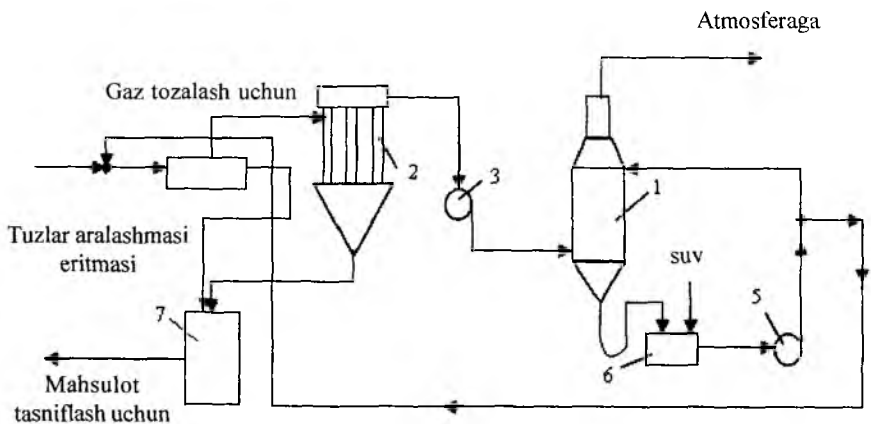 Atmosferaga
Gaz tozalash uchun
2
3
1
Tuzlar aralashmasi
eritmasi
suv
5
7
6
Mahsulot
tasniflash uchun